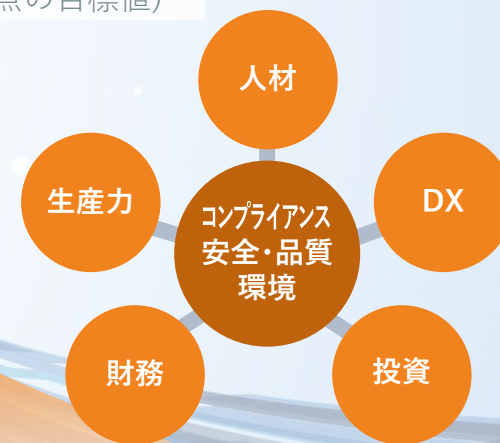 点の目標値)
人材
生産力
DX
コンプライアンス
安全・品質
環境
財務
投資